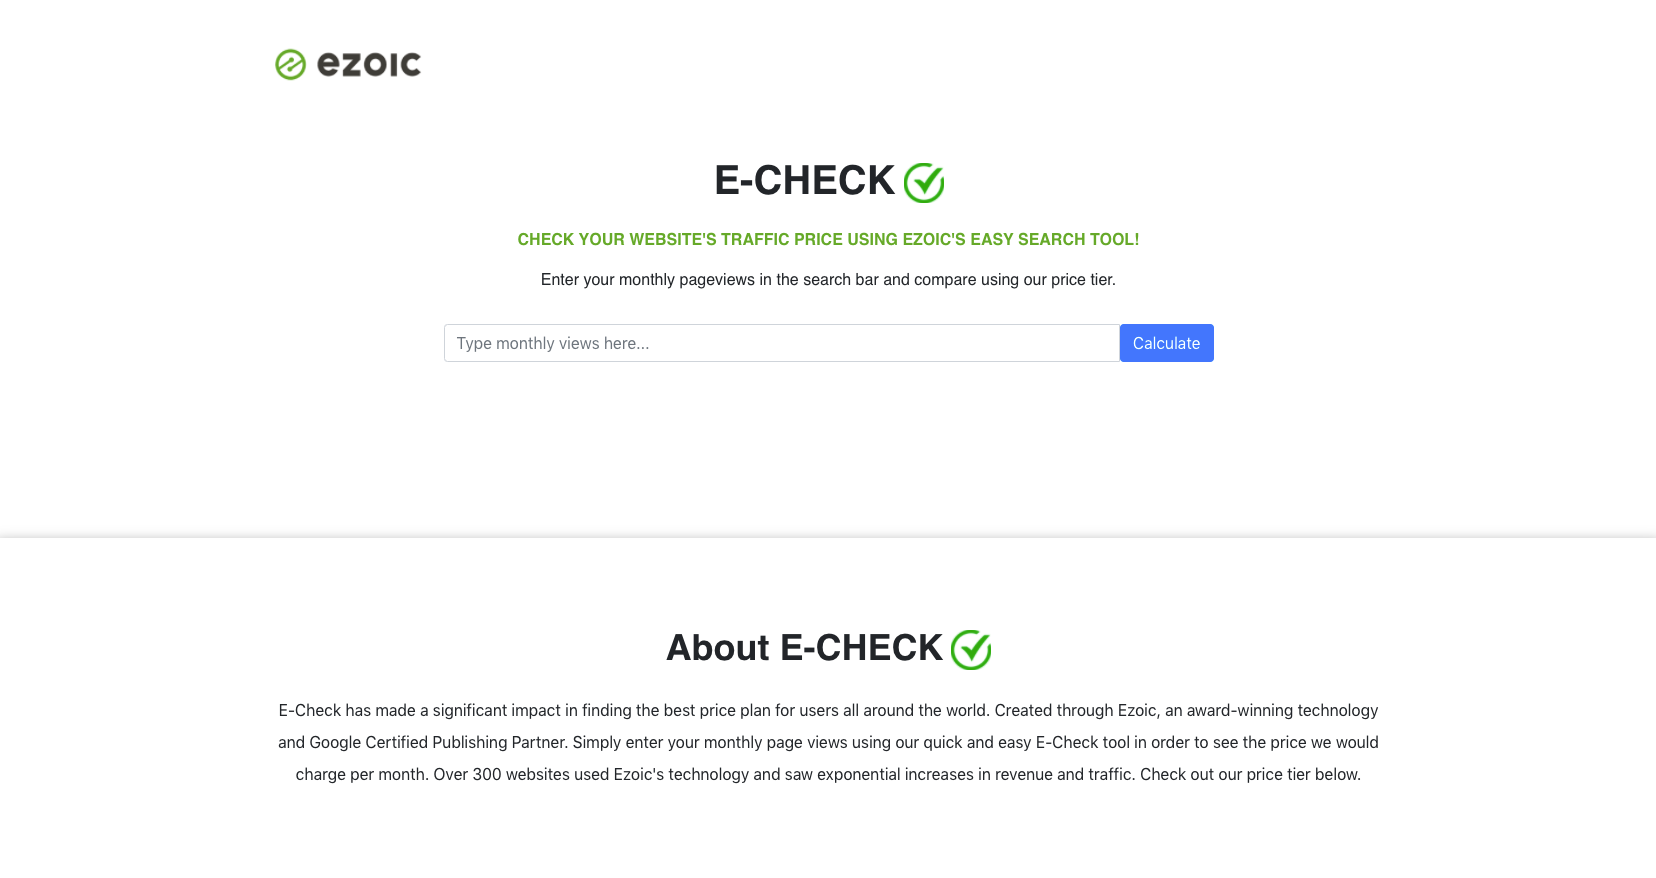 ezoic
E-CHECK
CHECK YOUR WEBSITE'S TRAFFIC PRICE USING EZOIC'S EASY SEARCH TOOL!
Enter your monthly pageviews in the search bar and compare using our price tier.
Type monthly views here...
Calculate
About E-CHECK
E-Check has made a significant impact in finding the best price plan for users all around the world. Created through Ezoic, an award-winning technology
and Google Certified Publishing Partner. Simply enter your monthly page views using our quick and easy E-Check tool in order to see the price we would
charge per month. Over 300 websites used Ezoic's technology and saw exponential increases in revenue and traffic. Check out our price tier below.